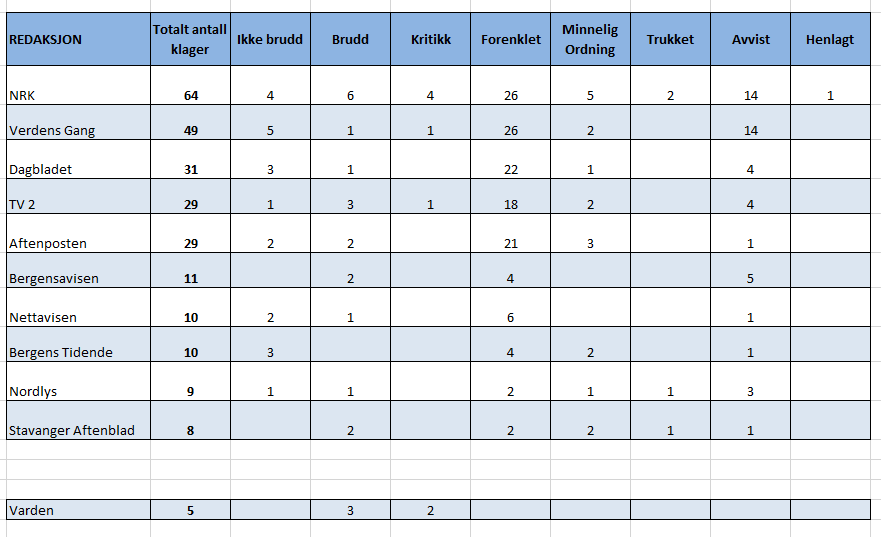 REDAKSJON Totalt antall klager Ikke brudd Brudd Kritikk Forenklet Minnelig Ordning Trukket Avvist Henlagt
NRK 64 4 6 4 26 5 2 14 1
Verdens Gang 49 5 1 1 26 2 14
Dagbladet 31 3 1 22 1 4
TV 2 29 1 3 1 18 2 4
Aftenposten 29 2 2 21 3 1
Bergensavisen 11 2 4 5
Nettavisen 10 2 1 6 1
Bergens Tidende 10 3 4 2 1
Nordlys 9 1 1 2 1 1 3
Stavanger Aftenblad 8 2 2 2 1 1
Varden 5 3 2